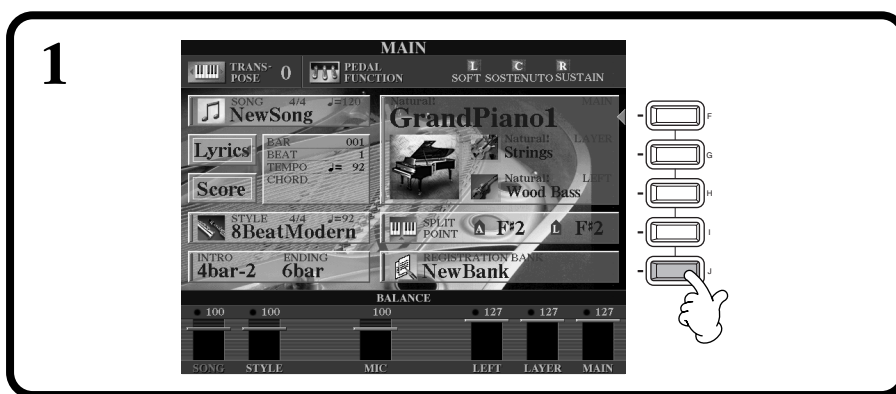 1
MAIN
TRANS-
POSE
0
PEDAL
FUNCTION
L C R
SOFT SOSTENUTO SUSTAIN
SONG 4/4 ♩=120
NewSong
Lyrics
Score
BAR 001
BEAT 1
TEMPO ♩= 92
CHORD
STYLE 4/4 ♩=92
8BeatModern
INTRO ENDING
4bar-2 6bar
Natural! MAIN
GrandPiano1
Natural! LAYER
Strings
Natural! LEFT
Wood Bass
SPLIT
POINT
A F♯2 L F♯2
REGISTRATION BANK
NewBank
BALANCE
100 100 100 127 127 127
SONG STYLE MIC LEFT LAYER MAIN
F
G
H
I
J